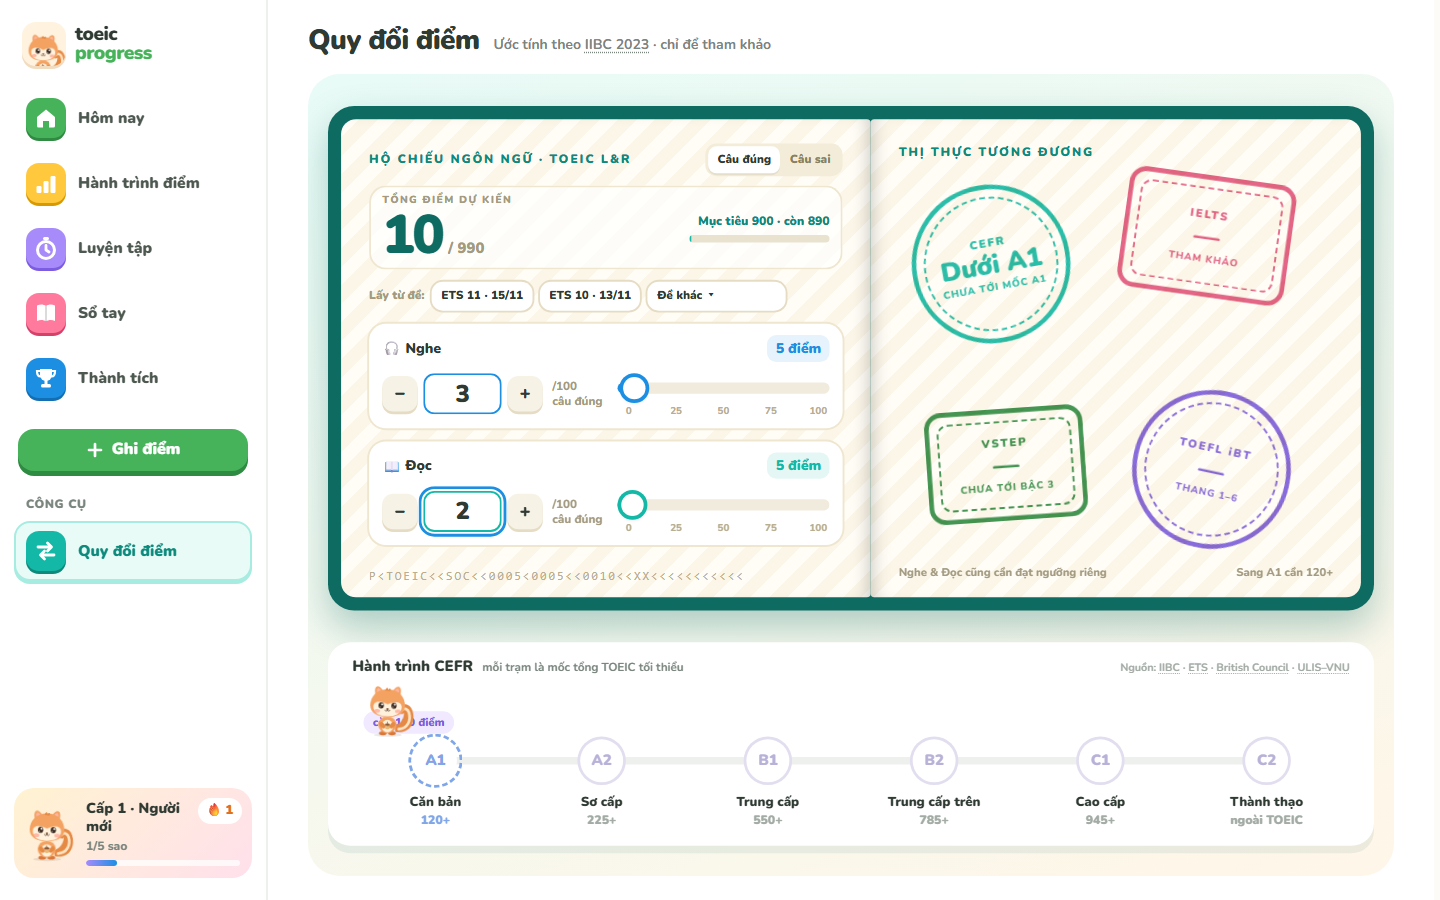 toeic
progress
Hôm nay
Hành trình điểm
Luyện tập
Sổ tay
Thành tích
+ Ghi điểm
CÔNG CỤ
Quy đổi điểm
Cấp 1 · Người mới
1
1/5 sao
Quy đổi điểm
Ước tính theo IIBC 2023 · chỉ để tham khảo
HỘ CHIẾU NGÔN NGỮ · TOEIC L&R
Câu đúng
Câu sai
TỔNG ĐIỂM DỰ KIẾN
10 / 990
Mục tiêu 900 · còn 890
Lấy từ đề:
ETS 11 · 15/11
ETS 10 · 13/11
Đề khác
Nghe
5 điểm
− 3 +
/100
câu đúng
0 25 50 75 100
Đọc
5 điểm
− 2 +
/100
câu đúng
0 25 50 75 100
P<TOEIC<<SOC<<0005<0005<<0010<<XX<<<<<<<<<<<
THỊ THỰC TƯƠNG ĐƯƠNG
CEFR
Dưới A1
CHƯA TỚI MỐC A1
IELTS
—
THAM KHẢO
VSTEP
—
CHƯA TỚI BẬC 3
TOEFL iBT
—
THANG 1–6
Nghe & Đọc cũng cần đạt ngưỡng riêng
Sang A1 cần 120+
Hành trình CEFR
mỗi trạm là mốc tổng TOEIC tối thiểu
Nguồn: IIBC · ETS · British Council · ULIS–VNU
điểm
A1
Căn bản
120+
A2
Sơ cấp
225+
B1
Trung cấp
550+
B2
Trung cấp trên
785+
C1
Cao cấp
945+
C2
Thành thạo
ngoài TOEIC